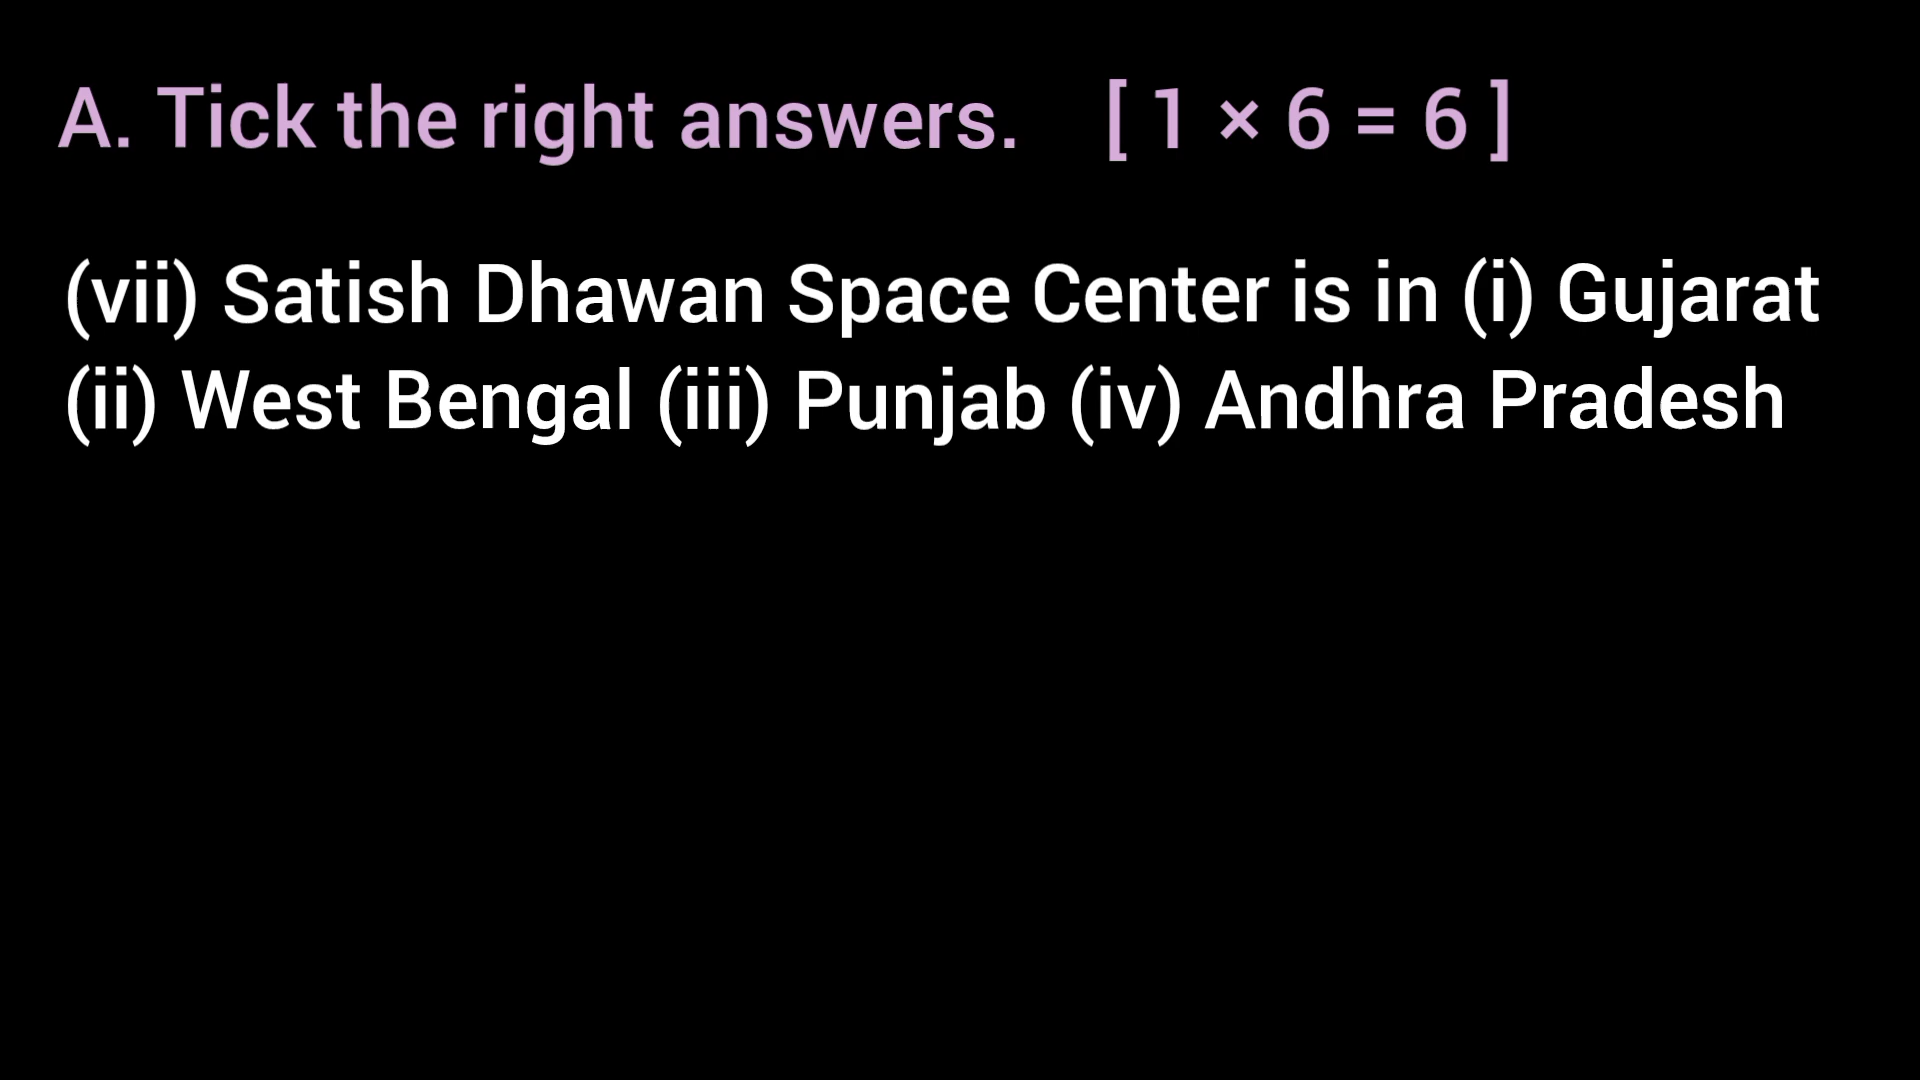 A. Tick the right answers. [ 1 × 6 = 6 ]
(vii) Satish Dhawan Space Center is in (i) Gujarat
(ii) West Bengal (iii) Punjab (iv) Andhra Pradesh